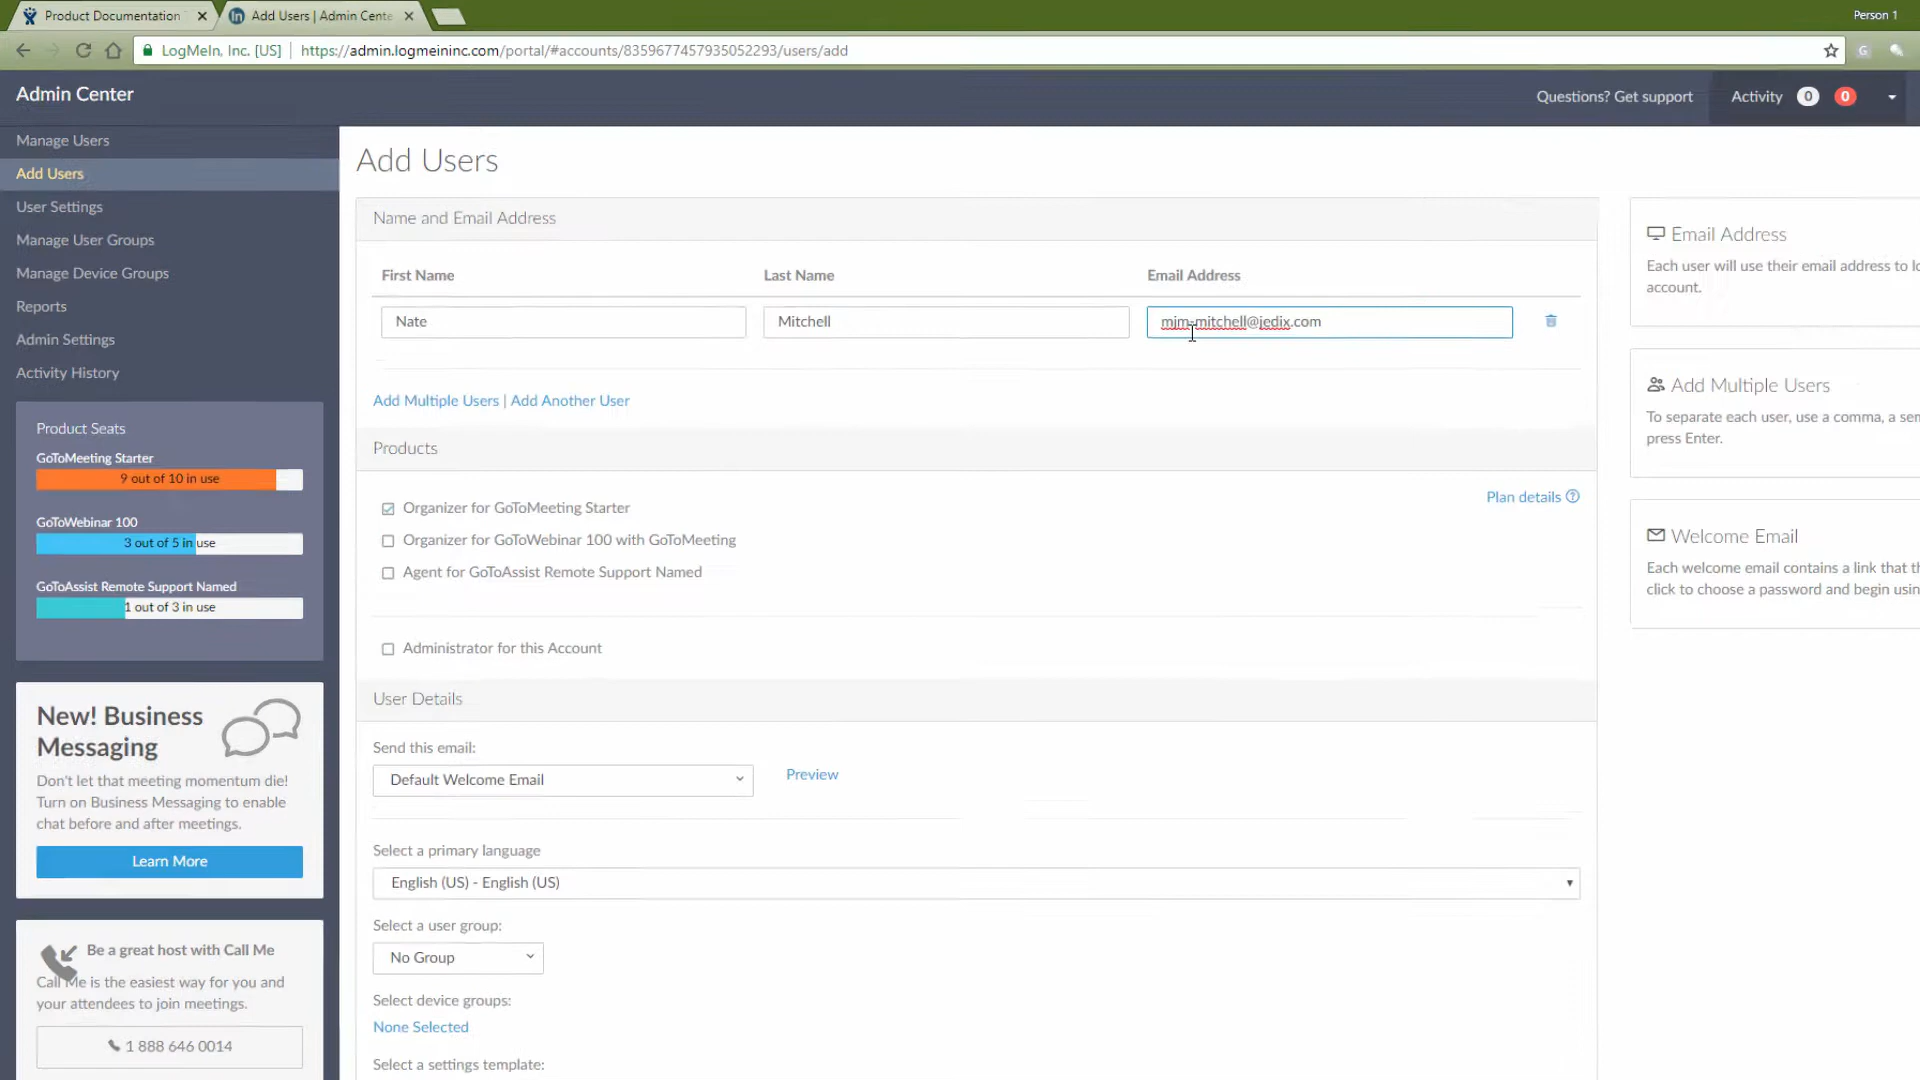 Product Documentation
Add Users | Admin Cente
Person 1
LogMeIn, Inc. [US]
https://admin.logmeininc.com/portal/#accounts/8359677457935052293/users/add
Admin Center
Questions? Get support
Activity 0 0
Manage Users
Add Users
User Settings
Manage User Groups
Manage Device Groups
Reports
Admin Settings
Activity History
Product Seats
GoToMeeting Starter
9 out of 10 in use
GoToWebinar 100
3 out of 5 in use
GoToAssist Remote Support Named
1 out of 3 in use
New! Business
Messaging
Don't let that meeting momentum die!
Turn on Business Messaging to enable
chat before and after meetings.
Learn More
Be a great host with Call Me
Call Me is the easiest way for you and
your attendees to join meetings.
1 888 646 0014
Add Users
Name and Email Address
First Name
Last Name
Email Address
Nate
Mitchell
mjm-mitchell@jedix.com
Add Multiple Users | Add Another User
Products
Plan details
Organizer for GoToMeeting Starter
Organizer for GoToWebinar 100 with GoToMeeting
Agent for GoToAssist Remote Support Named
Administrator for this Account
User Details
Send this email:
Default Welcome Email
Preview
Select a primary language
English (US) - English (US)
Select a user group:
No Group
Select device groups:
None Selected
Select a settings template:
Email Address
Each user will use their email address to lo
account.
Add Multiple Users
To separate each user, use a comma, a sem
press Enter.
Welcome Email
Each welcome email contains a link that th
click to choose a password and begin usin